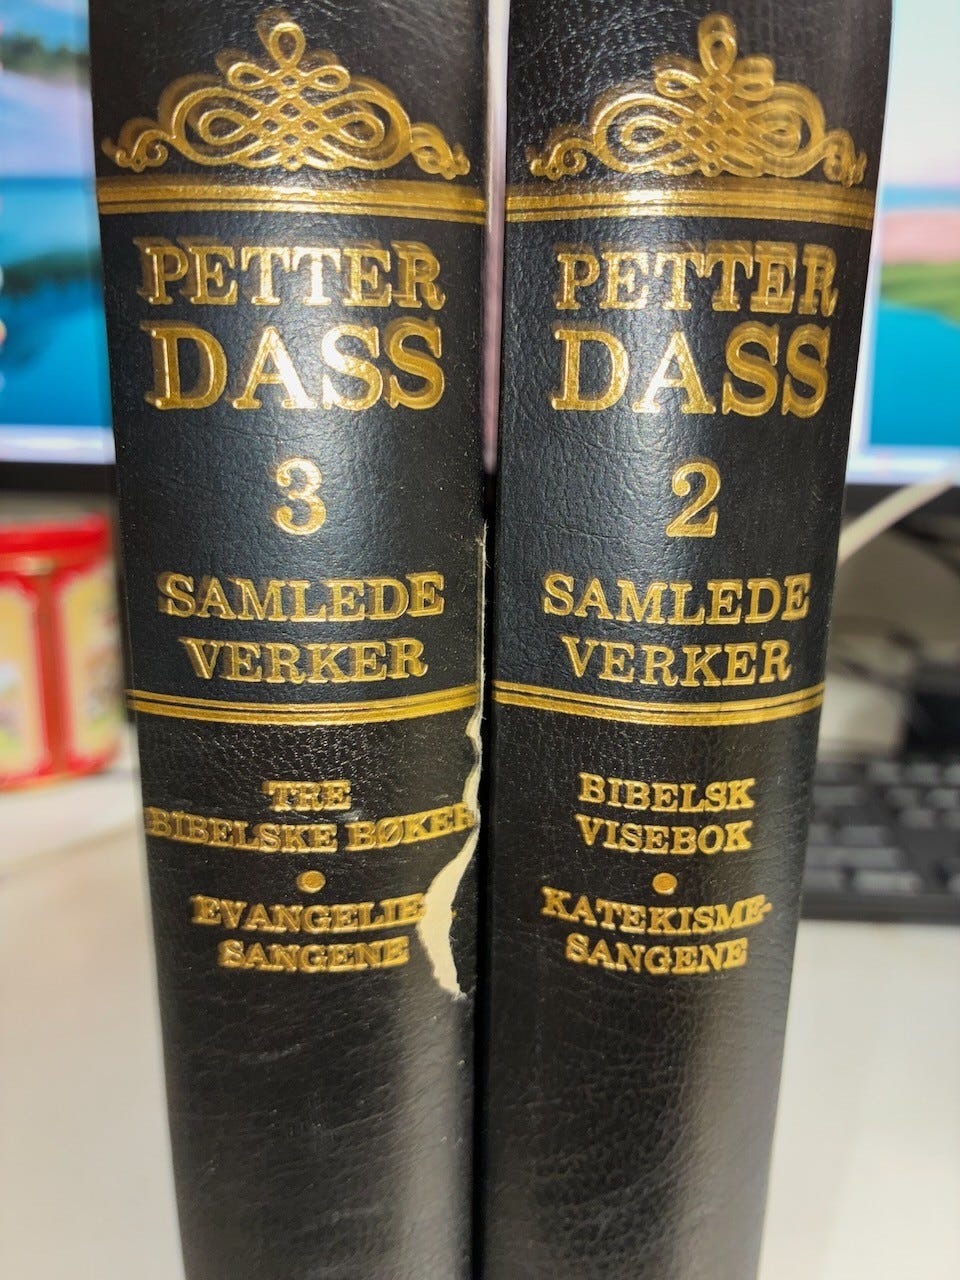 PETTER
DASS
3
SAMLEDE
VERKER
TRE
BIBELSKE BØKER
EVANGELIE
SANGENE
PETTER
DASS
2
SAMLEDE
VERKER
BIBELSK
VISEBOK
KATEKISME-
SANGENE